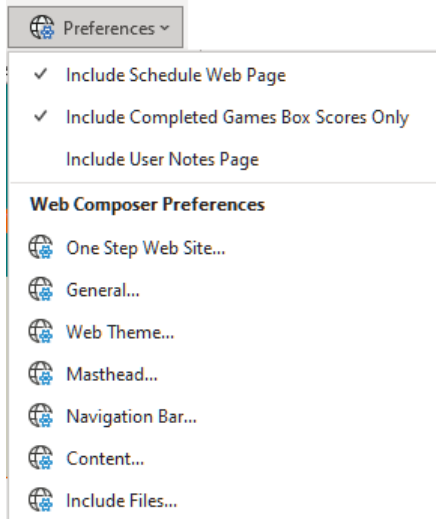 Preferences
Include Schedule Web Page
Include Completed Games Box Scores Only
Include User Notes Page
Web Composer Preferences
One Step Web Site...
General...
Web Theme...
Masthead...
Navigation Bar...
Content...
Include Files...